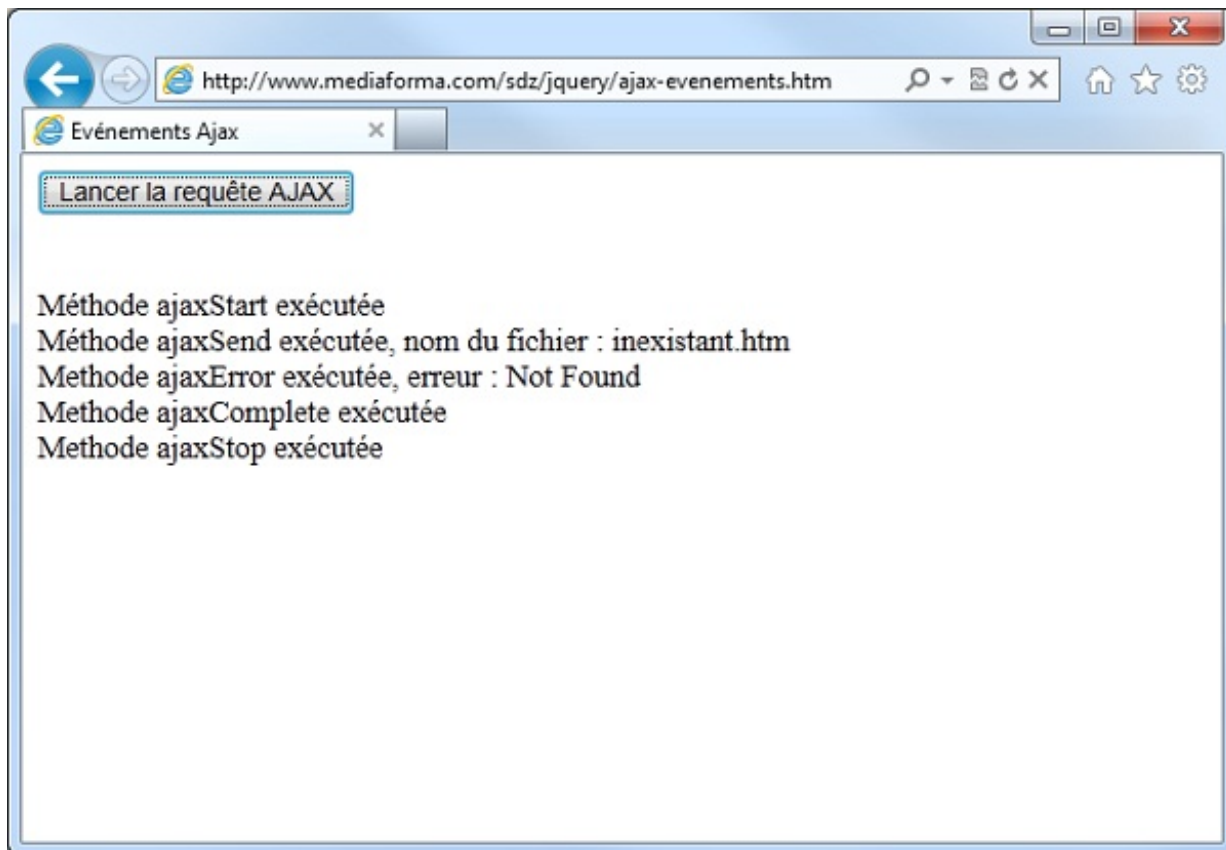 http://www.mediaforma.com/sdz/jquery/ajax-evenements.htm
Evénements Ajax
Lancer la requête AJAX
Méthode ajaxStart exécutée
Méthode ajaxSend exécutée, nom du fichier : inexistant.htm
Methode ajaxError exécutée, erreur : Not Found
Methode ajaxComplete exécutée
Methode ajaxStop exécutée